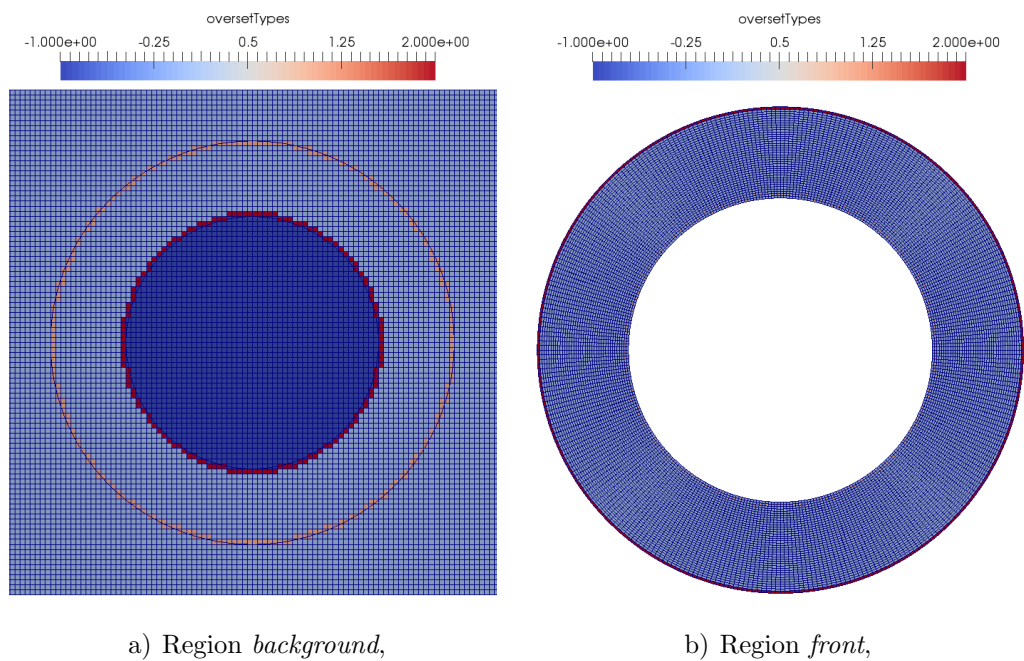 oversetTypes
-1.000e+00 -0.25 0.5 1.25 2.000e+00
oversetTypes
-1.000e+00 -0.25 0.5 1.25 2.000e+00
a) Region background,
b) Region front,